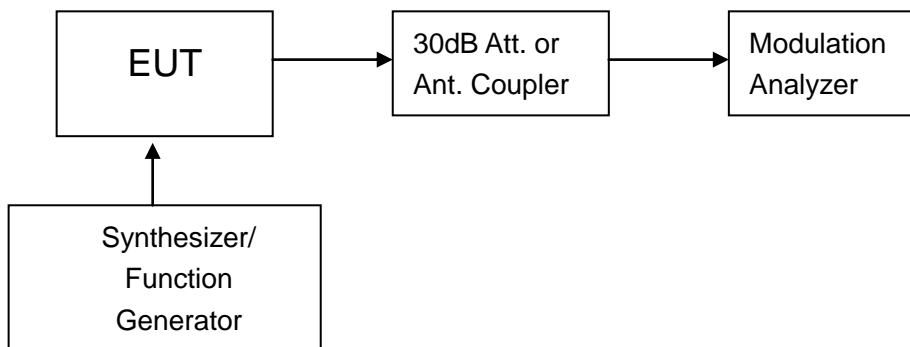 EUT
30dB Att. or
Ant. Coupler
Modulation
Analyzer
Synthesizer/
Function
Generator